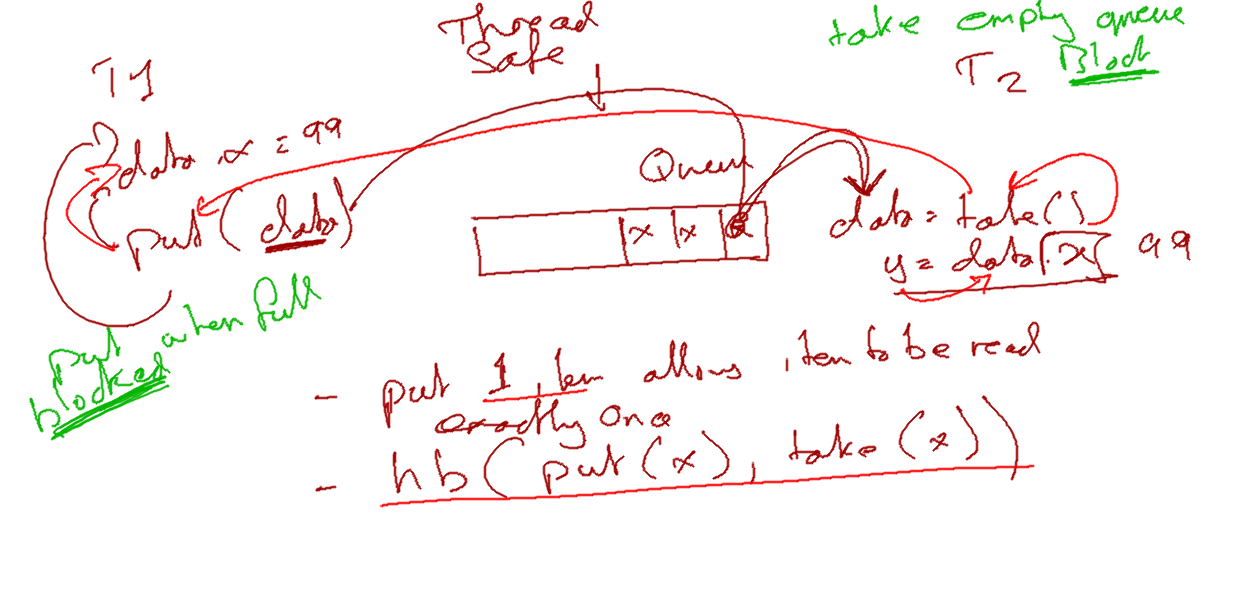 Thread
Safe
take empty queue
Block
T1
T2
data.x = 99
put(data)
Queue
x x
data = take()
y = data.x 99
put when full
blocked
- put 1 item allows item to be read
exactly once
- hb(put(x), take(x))